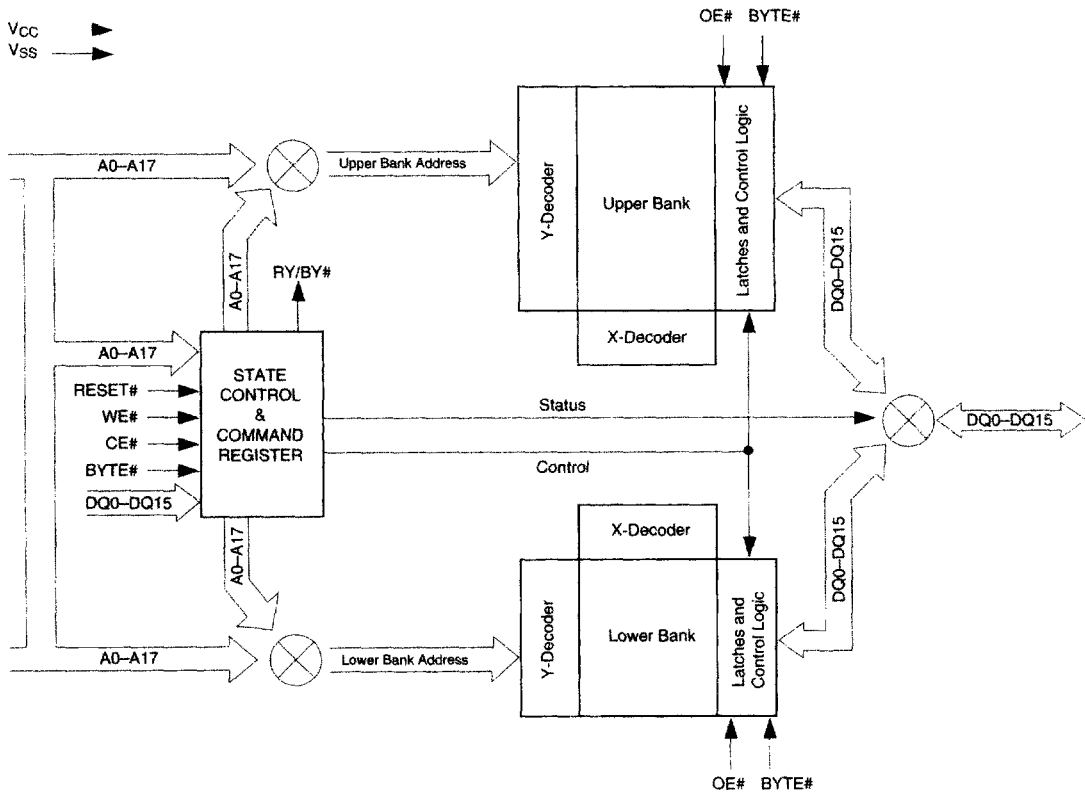 VCC
VSS
OE# BYTE#
A0–A17
Upper Bank Address
Y-Decoder
Upper Bank
Latches and Control Logic
DQ0–DQ15
A0–A17
RY/BY#
X-Decoder
A0–A17
RESET#
WE#
CE#
BYTE#
DQ0–DQ15
STATE
CONTROL
&
COMMAND
REGISTER
Status
Control
DQ0–DQ15
A0–A17
X-Decoder
DQ0–DQ15
A0–A17
Lower Bank Address
Y-Decoder
Lower Bank
Latches and
Control Logic
OE# BYTE#